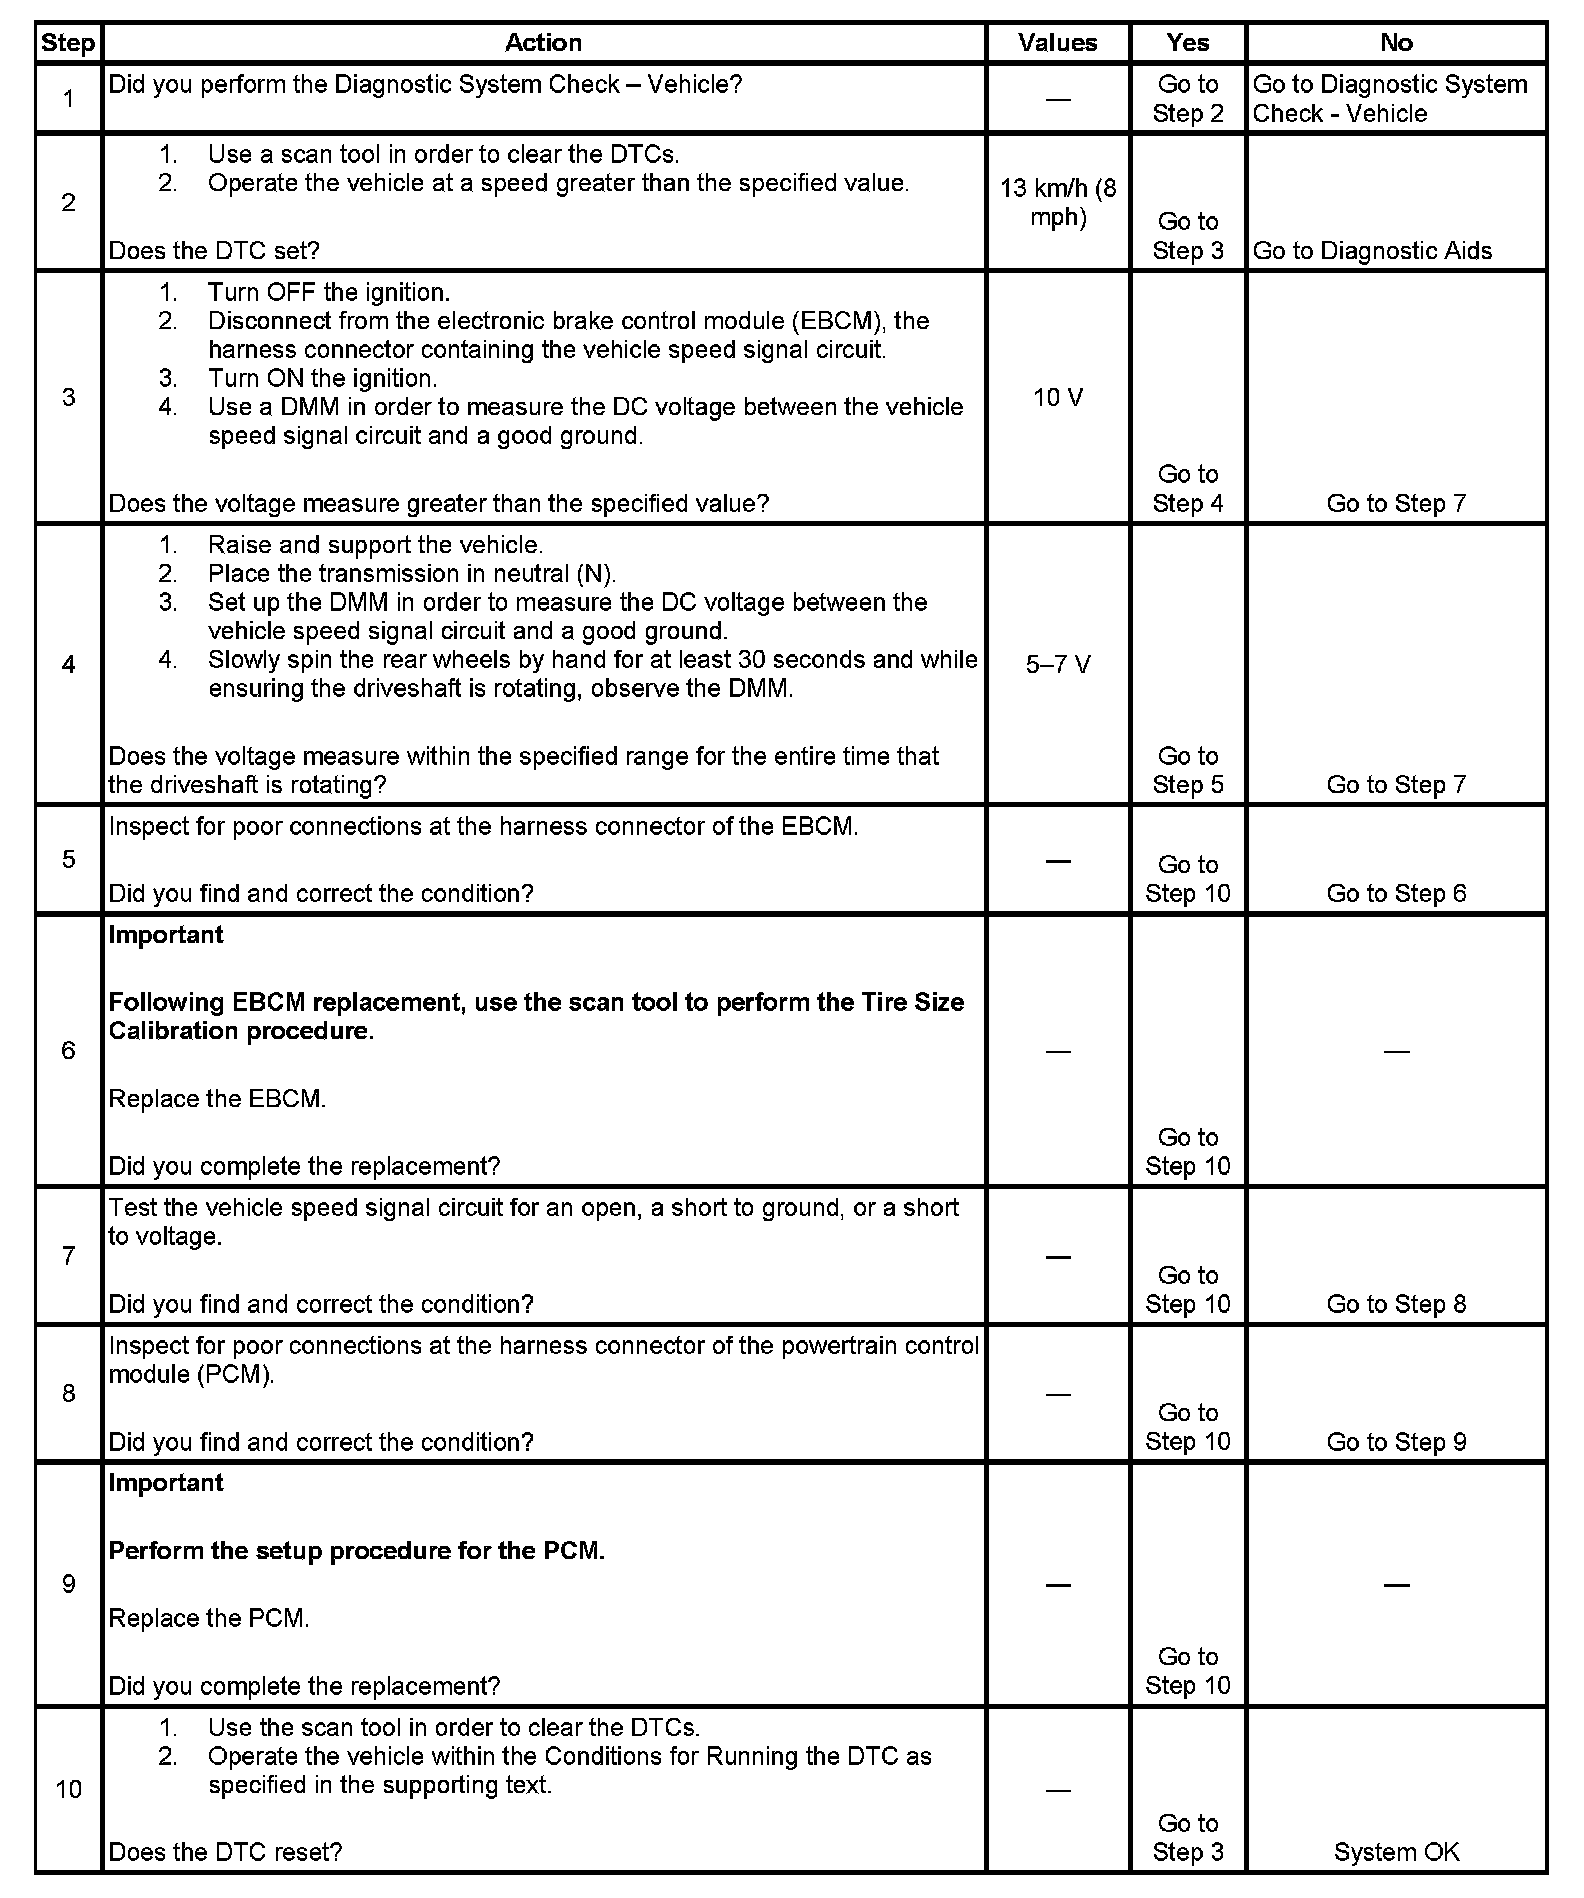 Step Action Values Yes No
1 Did you perform the Diagnostic System Check – Vehicle? — Go to Step 2 Go to Diagnostic System Check - Vehicle
2
1. Use a scan tool in order to clear the DTCs.
2. Operate the vehicle at a speed greater than the specified value.
Does the DTC set?
13 km/h (8
mph)
Go to
Step 3
Go to Diagnostic Aids
3
1. Turn OFF the ignition.
2. Disconnect from the electronic brake control module (EBCM), the
harness connector containing the vehicle speed signal circuit.
3. Turn ON the ignition.
4. Use a DMM in order to measure the DC voltage between the vehicle
speed signal circuit and a good ground.
Does the voltage measure greater than the specified value?
10 V
Go to
Step 4
Go to Step 7
4
1. Raise and support the vehicle.
2. Place the transmission in neutral (N).
3. Set up the DMM in order to measure the DC voltage between the
vehicle speed signal circuit and a good ground.
4. Slowly spin the rear wheels by hand for at least 30 seconds and while
ensuring the driveshaft is rotating, observe the DMM.
Does the voltage measure within the specified range for the entire time that
the driveshaft is rotating?
5–7 V
Go to
Step 5
Go to Step 7
5
Inspect for poor connections at the harness connector of the EBCM.
Did you find and correct the condition?
—
Go to
Step 10
Go to Step 6
6
Important
Following EBCM replacement, use the scan tool to perform the Tire Size
Calibration procedure.
Replace the EBCM.
Did you complete the replacement?
—
Go to
Step 10
—
7
Test the vehicle speed signal circuit for an open, a short to ground, or a short
to voltage.
Did you find and correct the condition?
—
Go to
Step 10
Go to Step 8
8
Inspect for poor connections at the harness connector of the powertrain control
module (PCM).
Did you find and correct the condition?
—
Go to
Step 10
Go to Step 9
9
Important
Perform the setup procedure for the PCM.
Replace the PCM.
Did you complete the replacement?
—
Go to
Step 10
—
10
1. Use the scan tool in order to clear the DTCs.
2. Operate the vehicle within the Conditions for Running the DTC as
specified in the supporting text.
Does the DTC reset?
—
Go to
Step 3
System OK